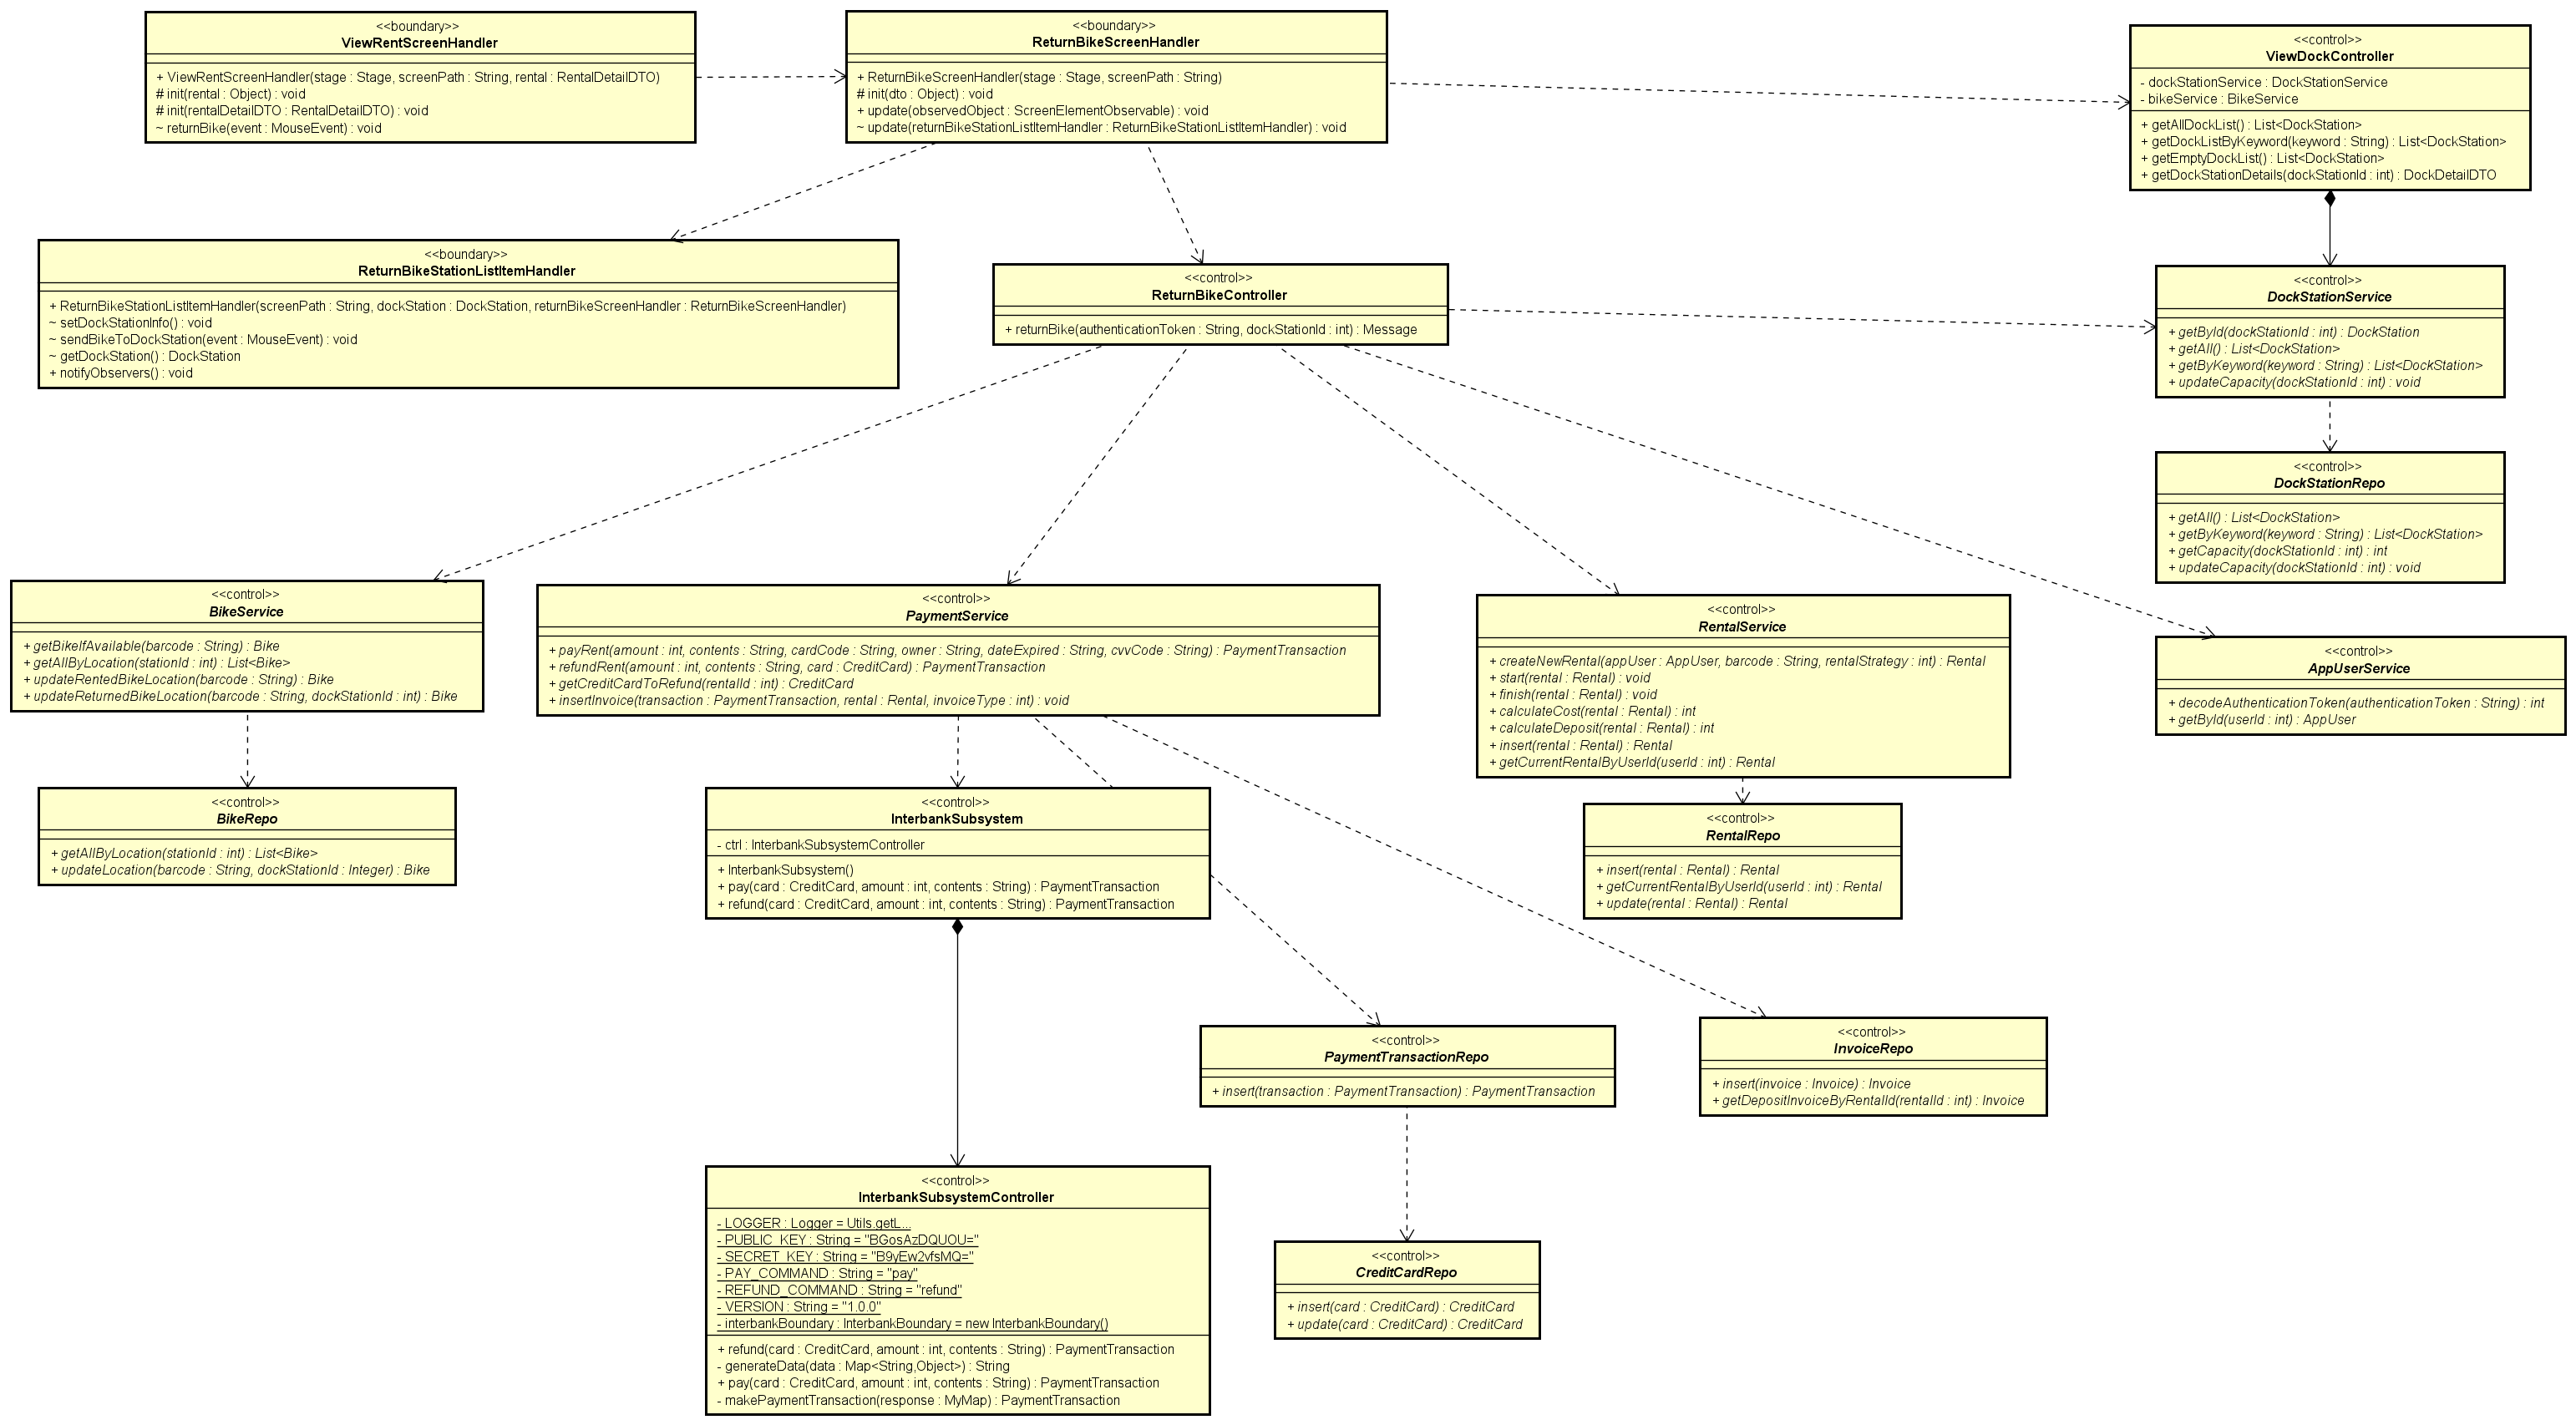 <<boundary>>
ViewRentScreenHandler
+ ViewRentScreenHandler(stage : Stage, screenPath : String, rental : RentalDetailDTO)
# init(rental : Object) : void
# init(rentalDetailDTO : RentalDetailDTO) : void
~ returnBike(event : MouseEvent) : void
<<boundary>>
ReturnBikeScreenHandler
+ ReturnBikeScreenHandler(stage : Stage, screenPath : String)
# init(dto : Object) : void
+ update(observedObject : ScreenElementObservable) : void
~ update(returnBikeStationListItemHandler : ReturnBikeStationListItemHandler) : void
<<control>>
ViewDockController
- dockStationService : DockStationService
- bikeService : BikeService
+ getAllDockList() : List<DockStation>
+ getDockListByKeyword(keyword : String) : List<DockStation>
+ getEmptyDockList() : List<DockStation>
+ getDockStationDetails(dockStationId : int) : DockDetailDTO
<<boundary>>
ReturnBikeStationListItemHandler
+ ReturnBikeStationListItemHandler(screenPath : String, dockStation : DockStation, returnBikeScreenHandler : ReturnBikeScreenHandler)
~ setDockStationInfo() : void
~ sendBikeToDockStation(event : MouseEvent) : void
~ getDockStation() : DockStation
+ notifyObservers() : void
<<control>>
ReturnBikeController
+ returnBike(authenticationToken : String, dockStationId : int) : Message
<<control>>
DockStationService
+ getById(dockStationId : int) : DockStation
+ getAll() : List<DockStation>
+ getByKeyword(keyword : String) : List<DockStation>
+ updateCapacity(dockStationId : int) : void
<<control>>
DockStationRepo
+ getAll() : List<DockStation>
+ getByKeyword(keyword : String) : List<DockStation>
+ getCapacity(dockStationId : int) : int
+ updateCapacity(dockStationId : int) : void
<<control>>
BikeService
+ getBikeIfAvailable(barcode : String) : Bike
+ getAllByLocation(stationId : int) : List<Bike>
+ updateRentedBikeLocation(barcode : String) : Bike
+ updateReturnedBikeLocation(barcode : String, dockStationId : int) : Bike
<<control>>
PaymentService
+ payRent(amount : int, contents : String, cardCode : String, owner : String, dateExpired : String, cvvCode : String) : PaymentTransaction
+ refundRent(amount : int, contents : String, card : CreditCard) : PaymentTransaction
+ getCreditCardToRefund(rentalId : int) : CreditCard
+ insertInvoice(transaction : PaymentTransaction, rental : Rental, invoiceType : int) : void
<<control>>
RentalService
+ createNewRental(appUser : AppUser, barcode : String, rentalStrategy : int) : Rental
+ start(rental : Rental) : void
+ finish(rental : Rental) : void
+ calculateCost(rental : Rental) : int
+ calculateDeposit(rental : Rental) : int
+ insert(rental : Rental) : Rental
+ getCurrentRentalByUserId(userId : int) : Rental
<<control>>
AppUserService
+ decodeAuthenticationToken(authenticationToken : String) : int
+ getById(userId : int) : AppUser
<<control>>
BikeRepo
+ getAllByLocation(stationId : int) : List<Bike>
+ updateLocation(barcode : String, dockStationId : Integer) : Bike
<<control>>
InterbankSubsystem
- ctrl : InterbankSubsystemController
+ InterbankSubsystem()
+ pay(card : CreditCard, amount : int, contents : String) : PaymentTransaction
+ refund(card : CreditCard, amount : int, contents : String) : PaymentTransaction
<<control>>
RentalRepo
+ insert(rental : Rental) : Rental
+ getCurrentRentalByUserId(userId : int) : Rental
+ update(rental : Rental) : Rental
<<control>>
PaymentTransactionRepo
+ insert(transaction : PaymentTransaction) : PaymentTransaction
<<control>>
InvoiceRepo
+ insert(invoice : Invoice) : Invoice
+ getDepositInvoiceByRentalId(rentalId : int) : Invoice
<<control>>
InterbankSubsystemController
- LOGGER : Logger = Utils.getL...
- PUBLIC_KEY : String = "BGosAzDQUOU="
- SECRET_KEY : String = "B9yEw2vfsMQ="
- PAY_COMMAND : String = "pay"
- REFUND_COMMAND : String = "refund"
- VERSION : String = "1.0.0"
- interbankBoundary : InterbankBoundary = new InterbankBoundary()
+ refund(card : CreditCard, amount : int, contents : String) : PaymentTransaction
- generateData(data : Map<String,Object>) : String
+ pay(card : CreditCard, amount : int, contents : String) : PaymentTransaction
- makePaymentTransaction(response : MyMap) : PaymentTransaction
<<control>>
CreditCardRepo
+ insert(card : CreditCard) : CreditCard
+ update(card : CreditCard) : CreditCard